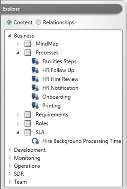 Explorer
Content Relationships
Business
MindMap
Processes
Facilities Steps
HR Follow Up
HR Hire Review
HR Notification
Onboarding
Printing
Requirements
Roles
SLA
Hire Background Processing Time
Development
Monitoring
Operations
SDR
Team